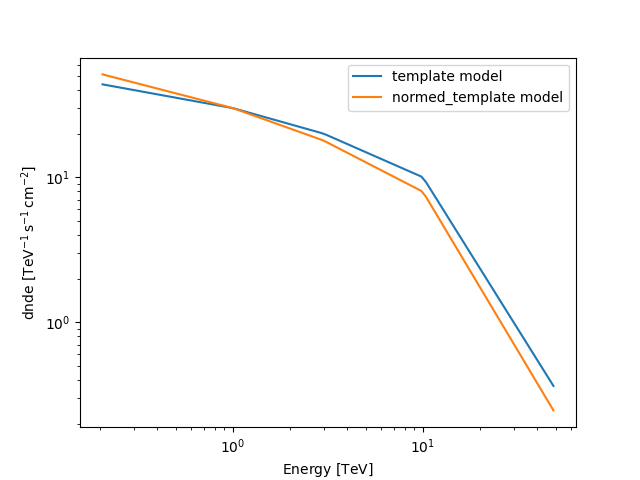 template model
normed_template model
10¹
10⁰
dnde [TeV⁻¹ s⁻¹ cm⁻²]
10⁰
10¹
Energy [TeV]